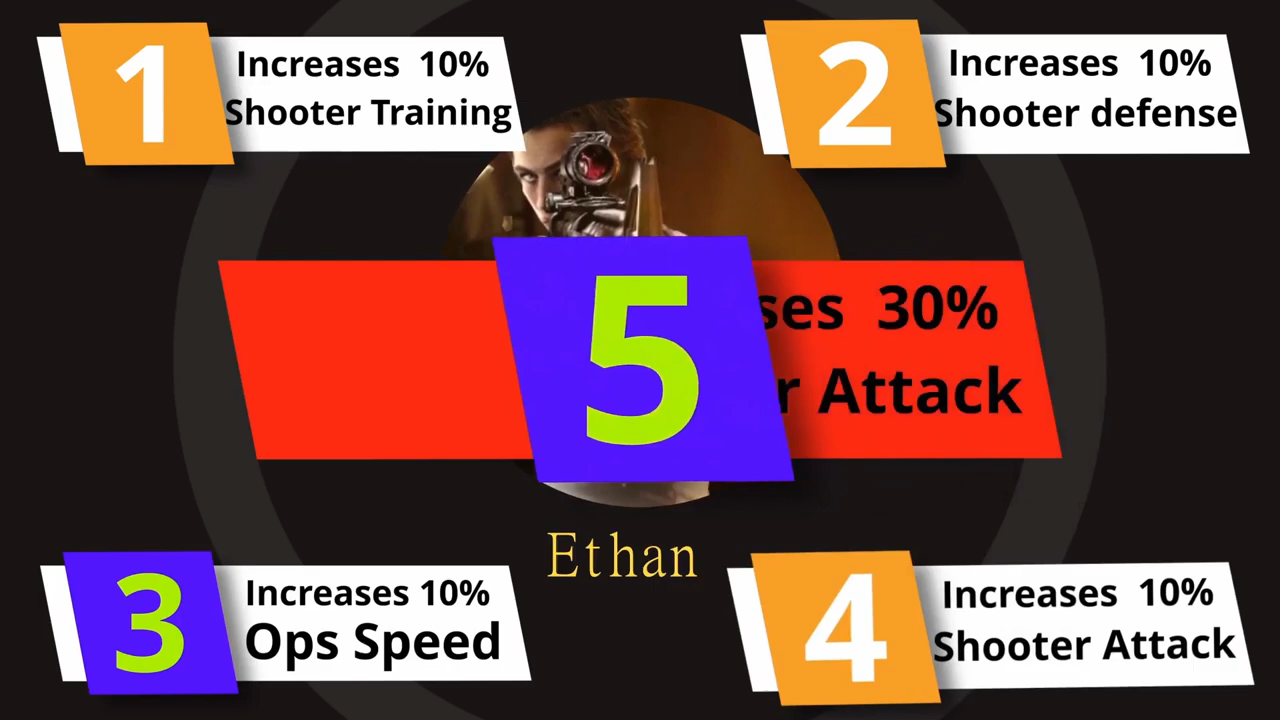 1
Increases 10%
Shooter Training
2
Increases 10%
Shooter defense
5
ses 30%
r Attack
Ethan
3
Increases 10%
Ops Speed
4
Increases 10%
Shooter Attack